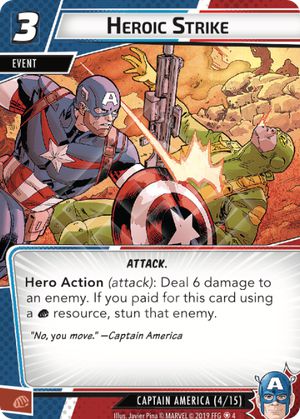 3
HEROIC STRIKE
EVENT
A
ATTACK.
Hero Action (attack): Deal 6 damage to
an enemy. If you paid for this card using
a resource, stun that enemy.
"No, you move." —Captain America
CAPTAIN AMERICA (4/15)
Illus. Javier Pina © MARVEL © 2019 FFG
A